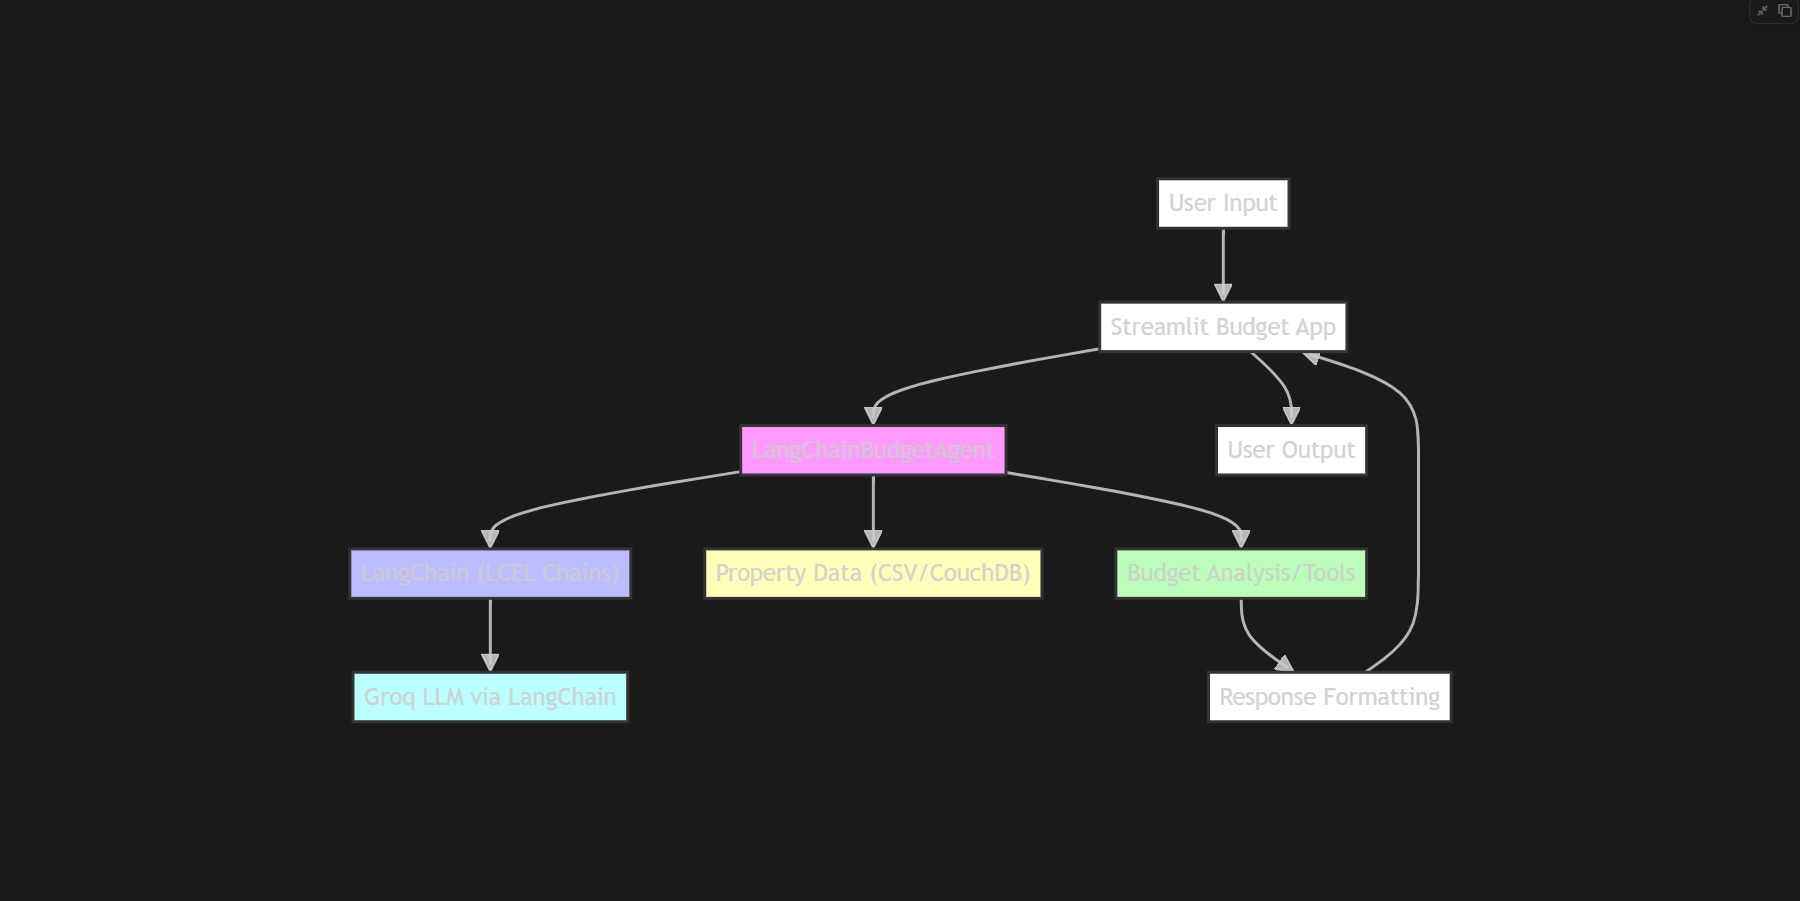 User Input
Streamlit Budget App
LangChainBudgetAgent
User Output
LangChain (LCEL Chains)
Property Data (CSV/CouchDB)
Budget Analysis/Tools
Groq LLM via LangChain
Response Formatting